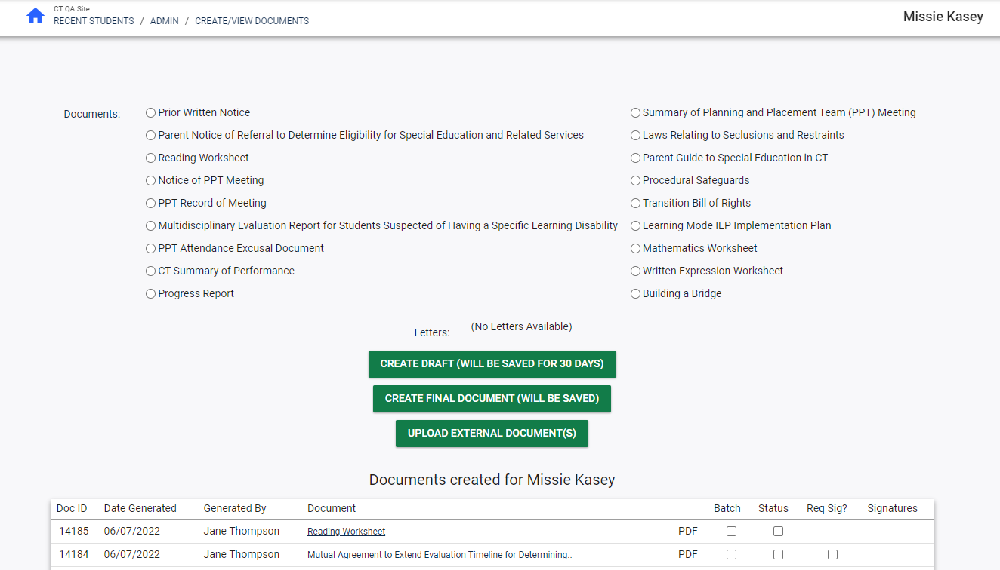 CT QA Site
RECENT STUDENTS / ADMIN / CREATE/VIEW DOCUMENTS
Missie Kasey
Documents:
Prior Written Notice
Parent Notice of Referral to Determine Eligibility for Special Education and Related Services
Reading Worksheet
Notice of PPT Meeting
PPT Record of Meeting
Multidisciplinary Evaluation Report for Students Suspected of Having a Specific Learning Disability
PPT Attendance Excusal Document
CT Summary of Performance
Progress Report
Summary of Planning and Placement Team (PPT) Meeting
Laws Relating to Seclusions and Restraints
Parent Guide to Special Education in CT
Procedural Safeguards
Transition Bill of Rights
Learning Mode IEP Implementation Plan
Mathematics Worksheet
Written Expression Worksheet
Building a Bridge
Letters: (No Letters Available)
CREATE DRAFT (WILL BE SAVED FOR 30 DAYS)
CREATE FINAL DOCUMENT (WILL BE SAVED)
UPLOAD EXTERNAL DOCUMENT(S)
Documents created for Missie Kasey
Doc ID Date Generated Generated By Document Batch Status Req Sig? Signatures
14185 06/07/2022 Jane Thompson Reading Worksheet PDF
14184 06/07/2022 Jane Thompson Mutual Agreement to Extend Evaluation Timeline for Determining.. PDF